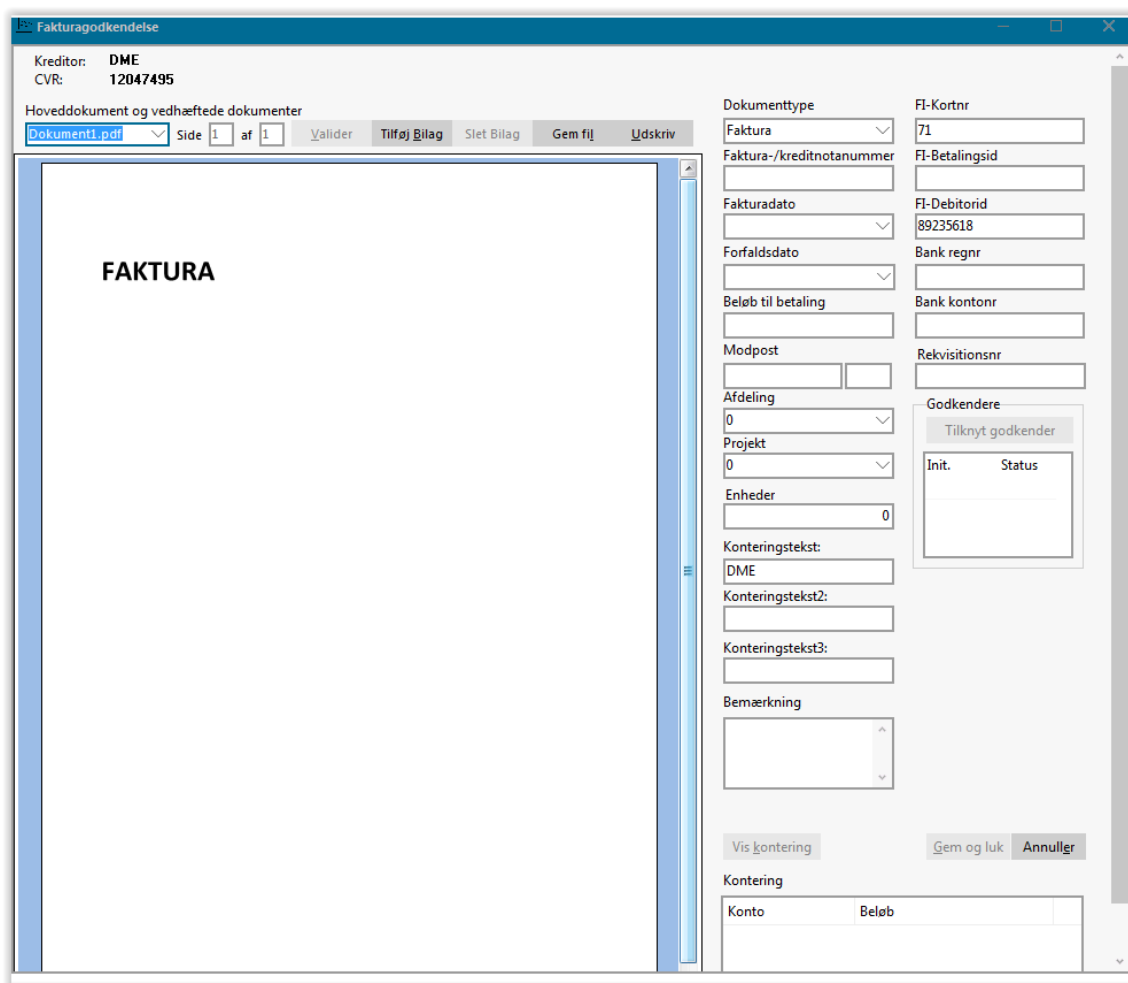 Fakturagodkendelse
Kreditor: DME
CVR: 12047495
Hoveddokument og vedhæftede dokumenter
Dokument1.pdf Side 1 af 1 Valider Tilføj Bilag Slet Bilag Gem fil Udskriv
FAKTURA
Dokumenttype
Faktura
Faktura-/kreditnotanummer
Fakturadato
Forfaldsdato
Beløb til betaling
Modpost
Afdeling
0
Projekt
0
Enheder
0
Konteringstekst:
DME
Konteringstekst2:
Konteringstekst3:
Bemærkning
FI-Kortnr
71
FI-Betalingsid
FI-Debitorid
89235618
Bank regnr
Bank kontonr
Rekvisitionsnr
Godkendere
Tilknyt godkender
Init. Status
Vis kontering Gem og luk Annuller
Kontering
Konto Beløb